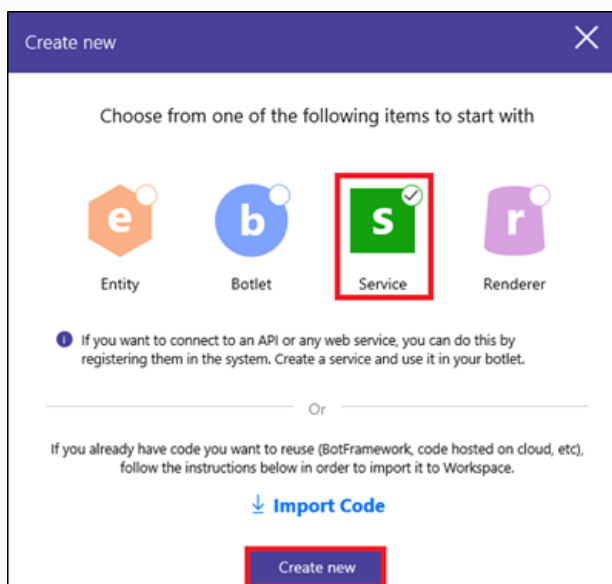 Create new
Choose from one of the following items to start with
e
b
s
r
Entity
Botlet
Service
Renderer
i
If you want to connect to an API or any web service, you can do this by
registering them in the system. Create a service and use it in your botlet.
Or
If you already have code you want to reuse (BotFramework, code hosted on cloud, etc),
follow the instructions below in order to import it to Workspace.
Import Code
Create new